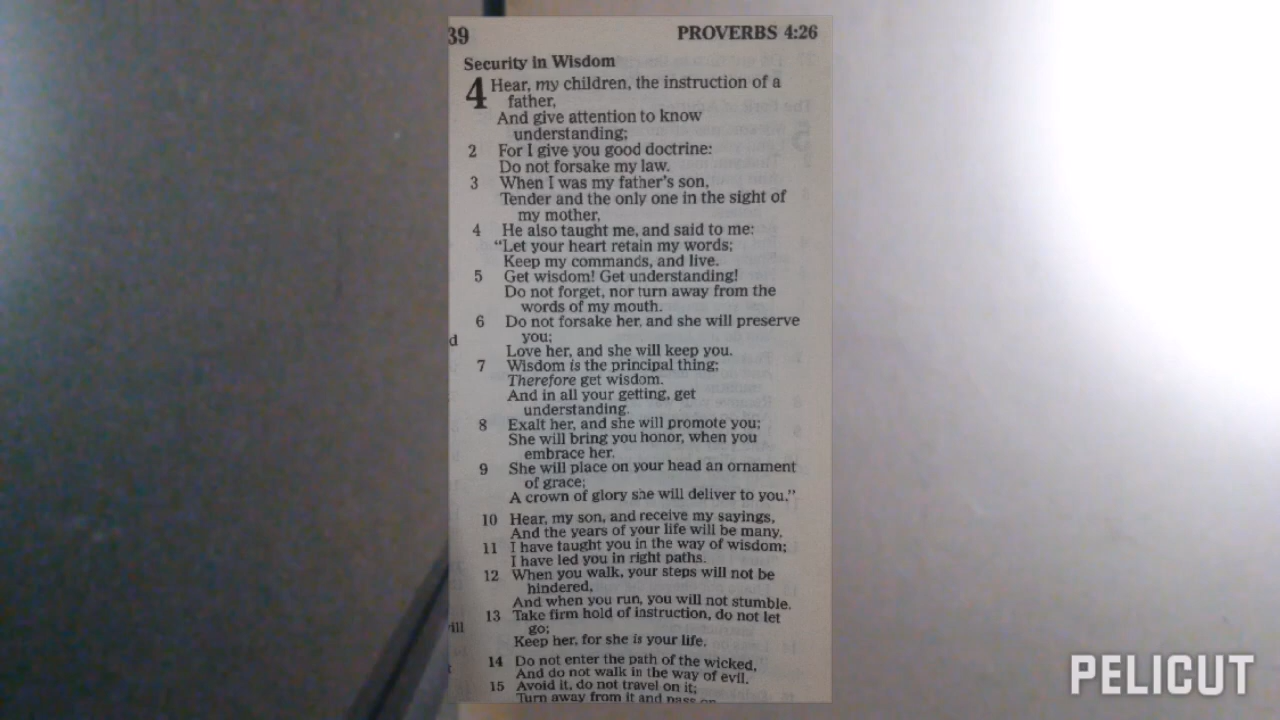 39
PROVERBS 4:26
Security in Wisdom
4 Hear, my children, the instruction of a
father,
And give attention to know
understanding;
2 For I give you good doctrine:
Do not forsake my law.
3 When I was my father's son,
Tender and the only one in the sight of
my mother,
4 He also taught me, and said to me:
"Let your heart retain my words;
Keep my commands, and live.
5 Get wisdom! Get understanding!
Do not forget, nor turn away from the
words of my mouth.
6 Do not forsake her, and she will preserve
you;
d
Love her, and she will keep you.
7 Wisdom is the principal thing;
Therefore get wisdom.
And in all your getting, get
understanding.
8 Exalt her, and she will promote you;
She will bring you honor, when you
embrace her.
9 She will place on your head an ornament
of grace;
A crown of glory she will deliver to you."
10 Hear, my son, and receive my sayings,
And the years of your life will be many.
11 I have taught you in the way of wisdom;
I have led you in right paths.
12 When you walk, your steps will not be
hindered,
And when you run, you will not stumble.
13 Take firm hold of instruction, do not let
go;
Keep her, for she is your life.
14 Do not enter the path of the wicked,
And do not walk in the way of evil.
15 Avoid it, do not travel on it;
Turn away from it and pass on
PELICUT